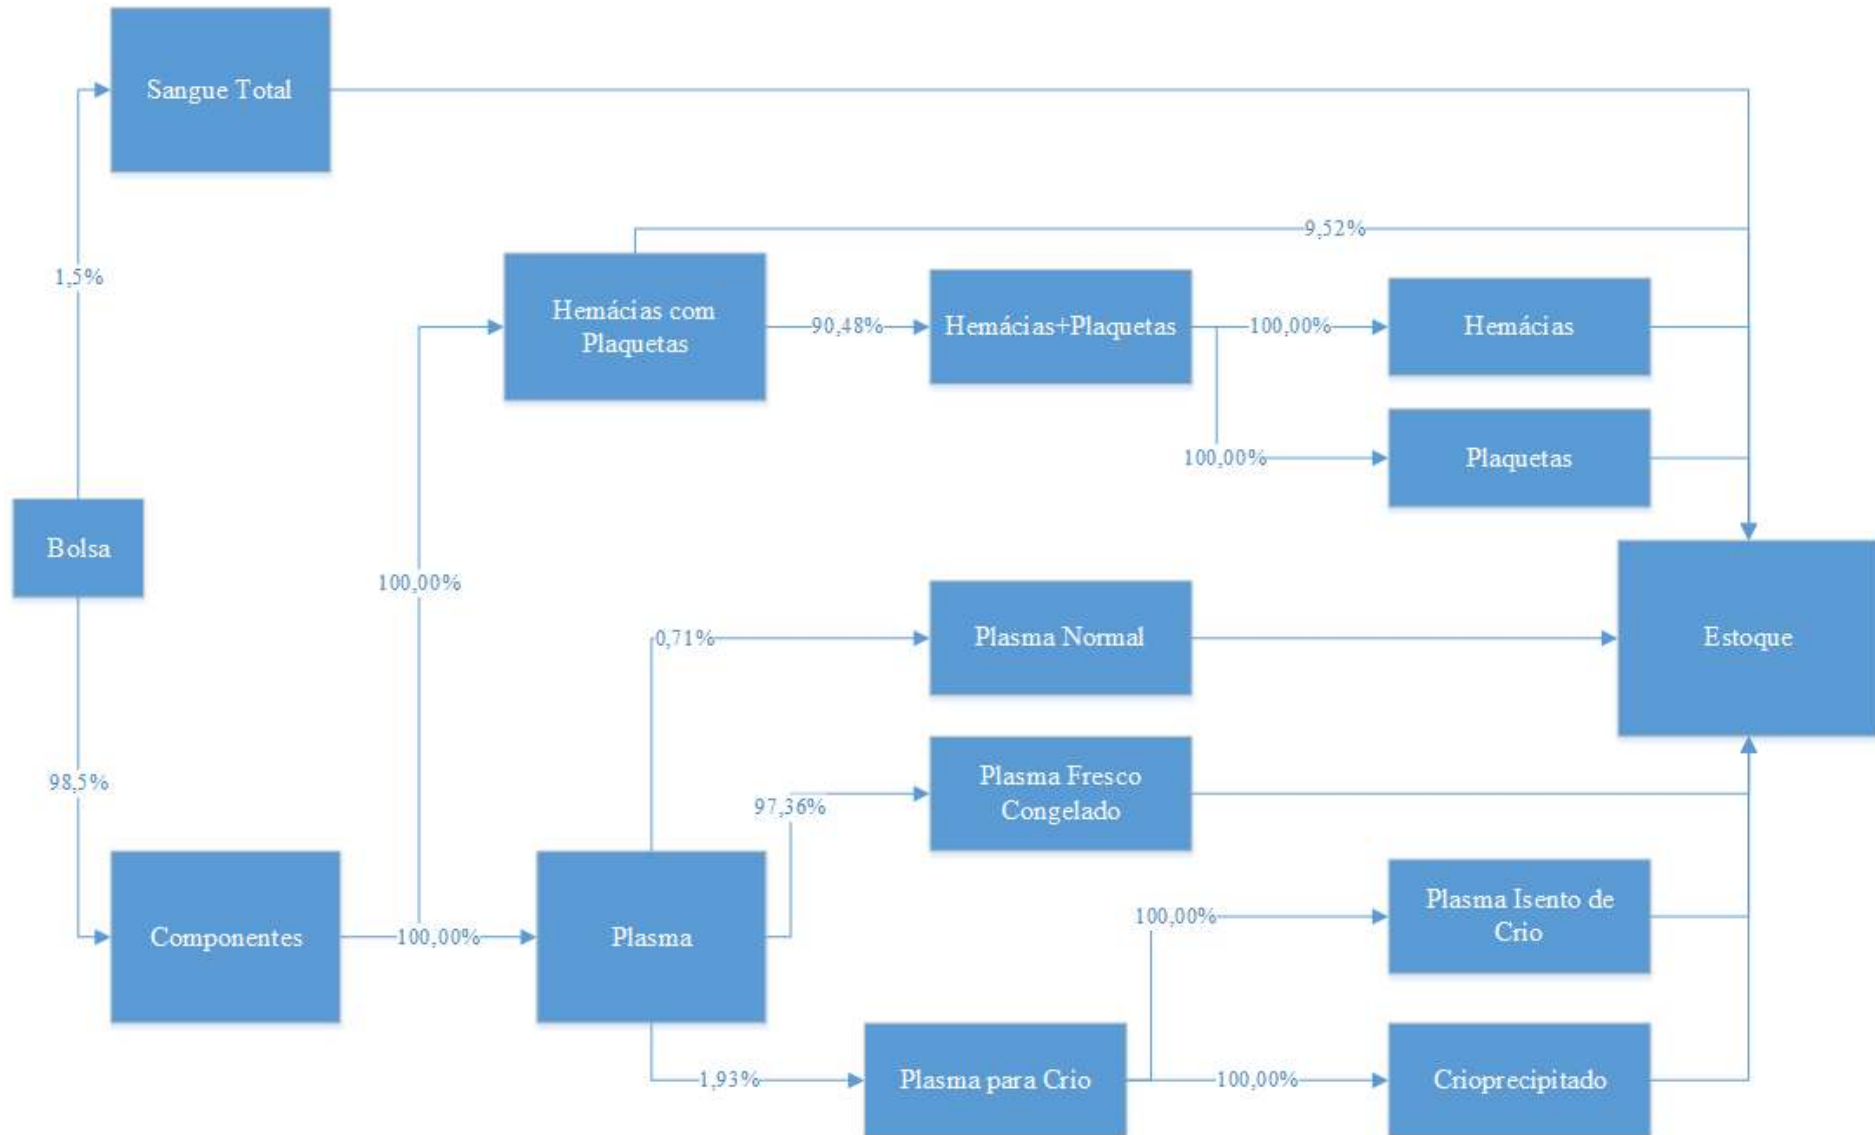 Sangue Total
9,52%
1,5%
Hemácias com
Plaquetas
90,48%
Hemácias+Plaquetas
100,00%
Hemácias
100,00%
Plaquetas
Bolsa
100,00%
0,71%
Plasma Normal
Estoque
98,5%
97,36%
Plasma Fresco
Congelado
Componentes
100,00%
Plasma
100,00%
Plasma Isento de
Crio
1,93%
Plasma para Crio
100,00%
Crioprecipitado